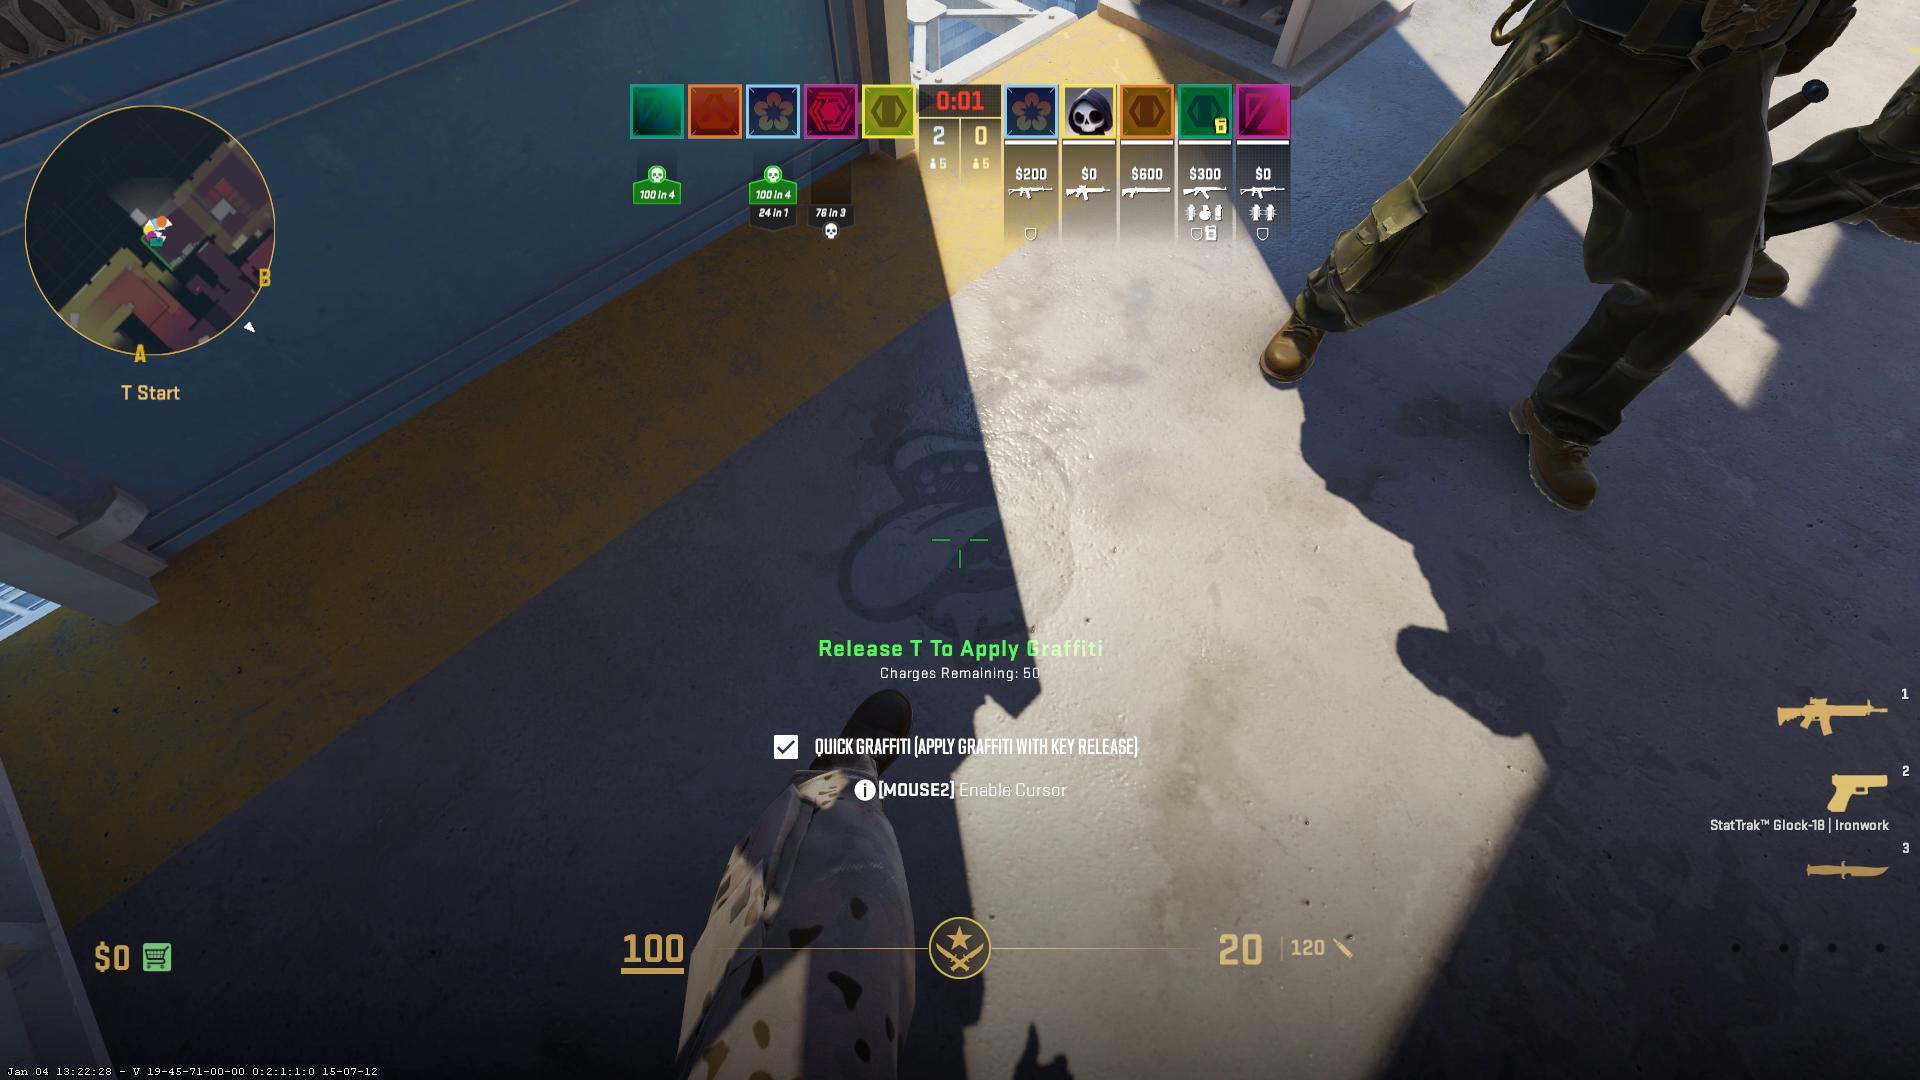 0:01
2 0
5 5
100 in 4
100 in 4
24 in 1
76 in 3
$200 $0 $600 $300 $0
B
A
T Start
Release T To Apply Graffiti
Charges Remaining: 50
QUICK GRAFFITI (APPLY GRAFFITI WITH KEY RELEASE)
[MOUSE2] Enable Cursor
1
2
StatTrak™ Glock-18 | Ironwork
3
$0
100
20 | 120
Jan 04 13:22:28 - V 19-45-71-00-00 0:2:1:1:0 15-07-12